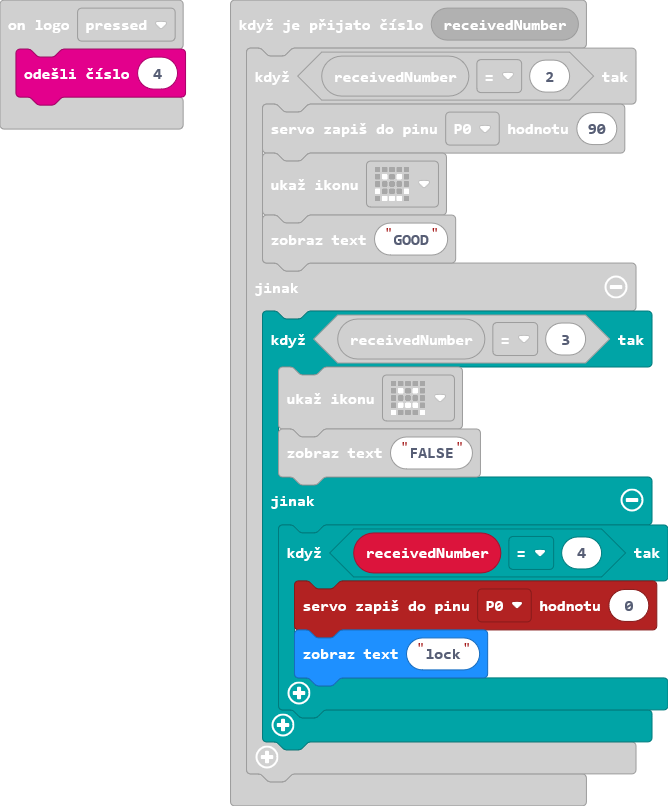 on logo pressed
odešli číslo 4
když je přijato číslo receivedNumber
když receivedNumber = 2 tak
servo zapiš do pinu P0 hodnotu 90
ukaž ikonu
zobraz text "GOOD"
jinak
když receivedNumber = 3 tak
ukaž ikonu
zobraz text "FALSE"
jinak
když receivedNumber = 4 tak
servo zapiš do pinu P0 hodnotu 0
zobraz text "lock"